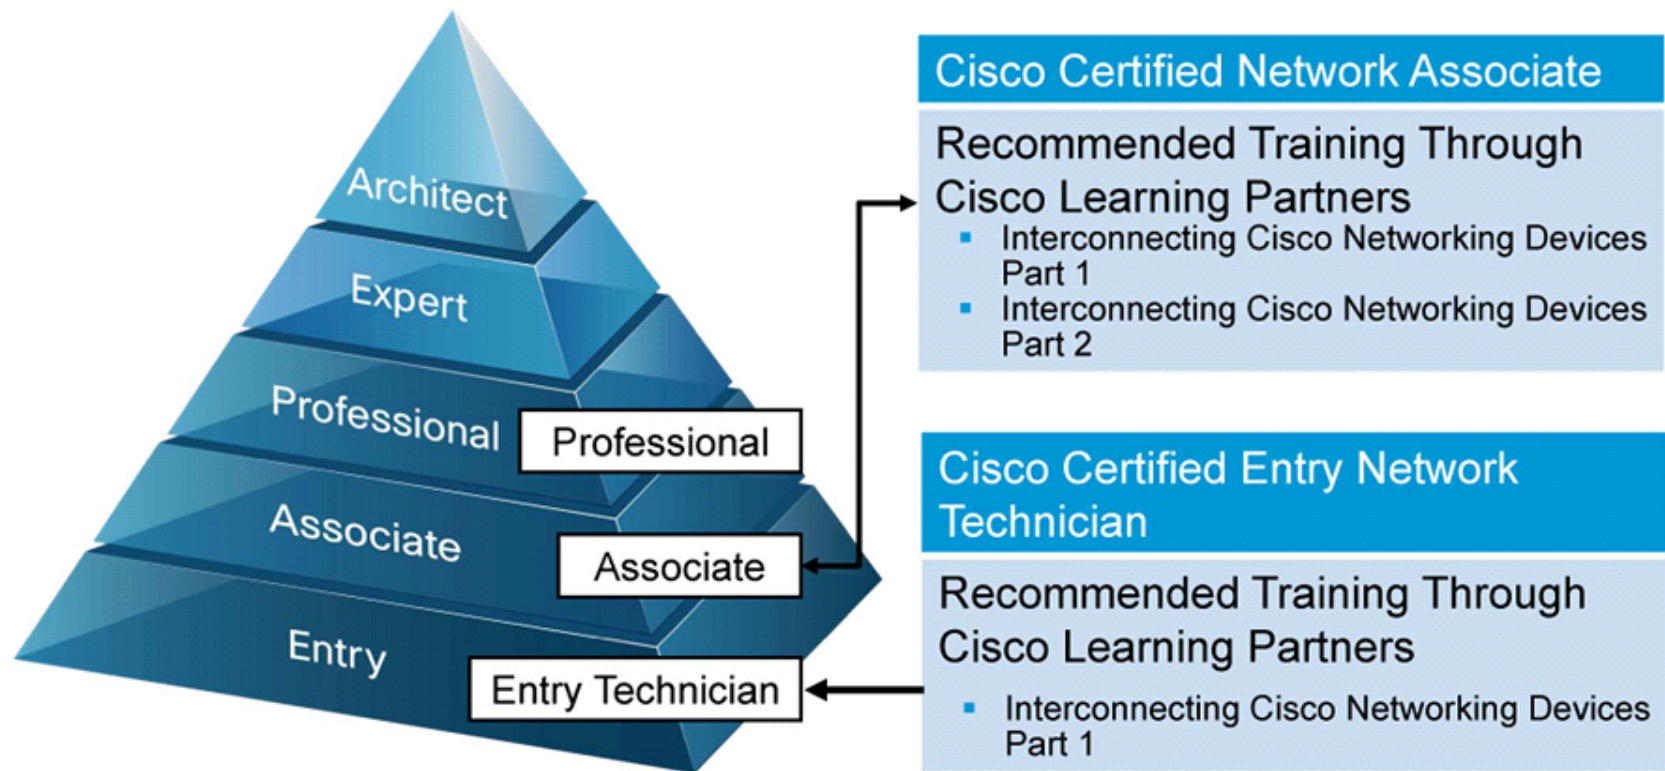 Architect
Expert
Professional
Associate
Entry
Professional
Associate
Entry Technician
Cisco Certified Network Associate
Recommended Training Through
Cisco Learning Partners
Interconnecting Cisco Networking Devices
Part 1
Interconnecting Cisco Networking Devices
Part 2
Cisco Certified Entry Network
Technician
Recommended Training Through
Cisco Learning Partners
Interconnecting Cisco Networking Devices
Part 1